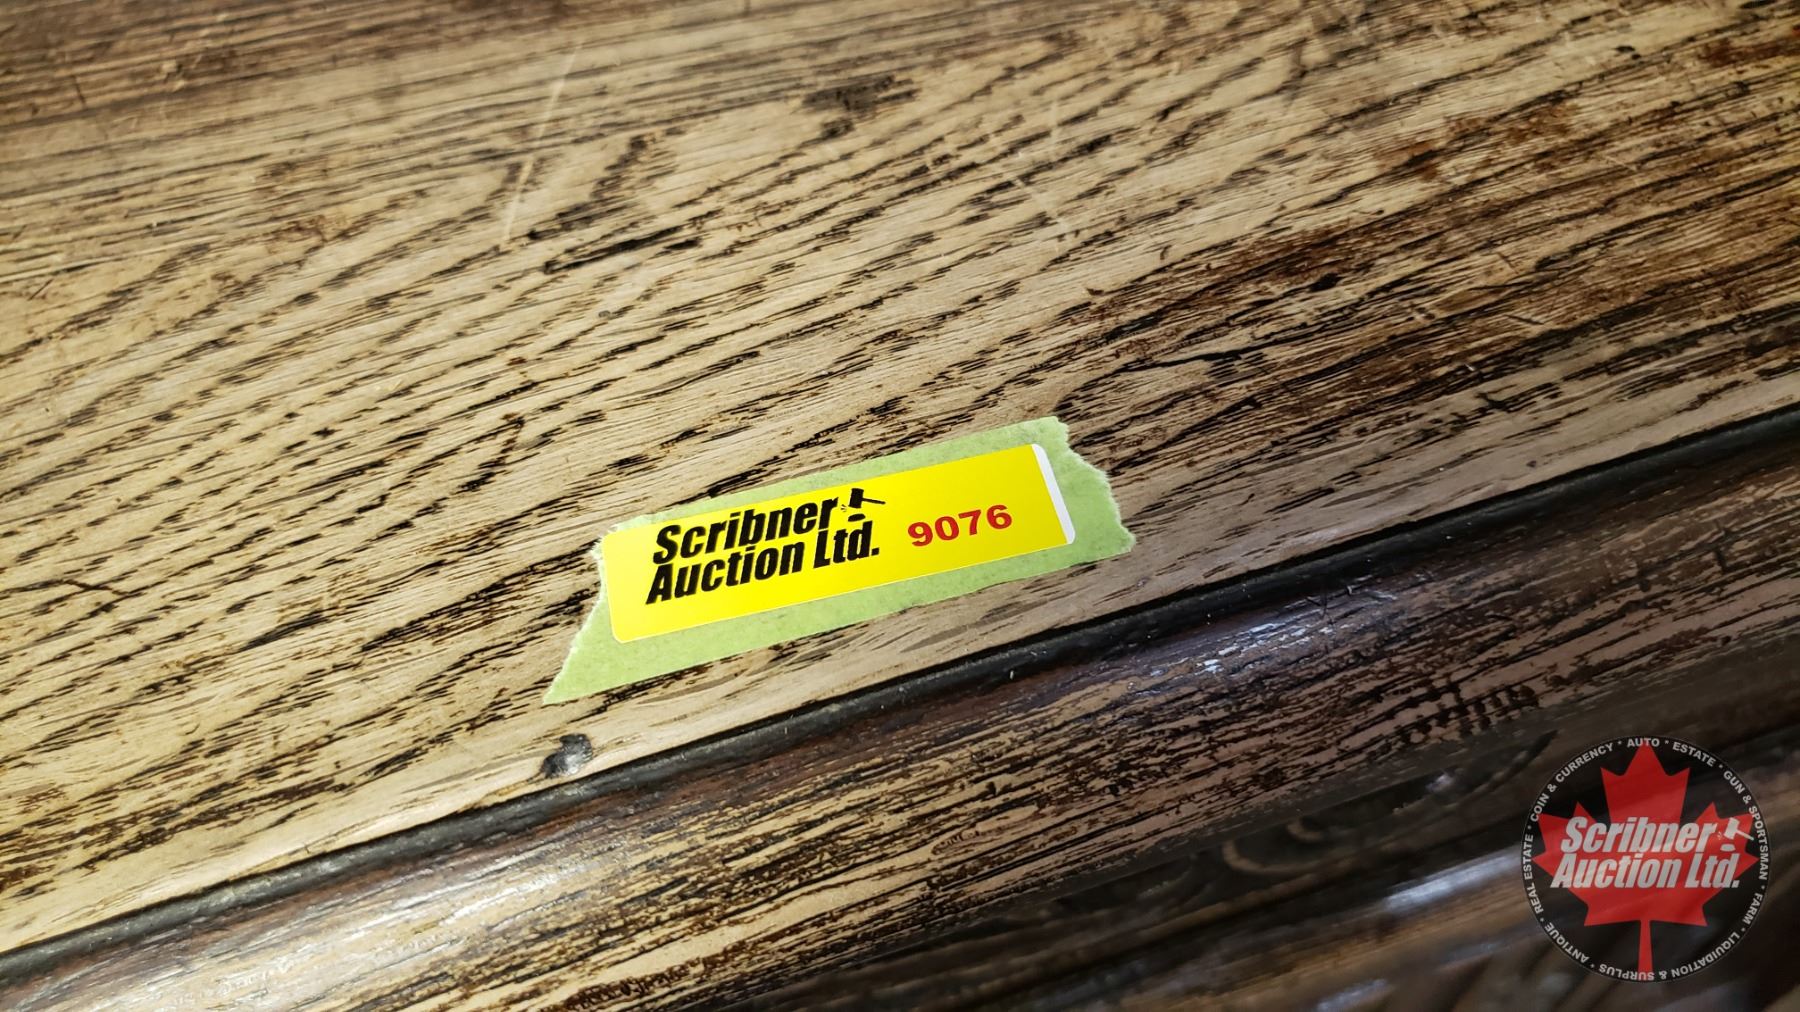 Scribner
Auction Ltd.
9076
REAL ESTATE * COIN & CURRENCY * AUTO * ESTATE * GUN & SPORTSMAN * FARM * LIQUIDATION & SURPLUS * ANTIQUE *
Scribner
Auction Ltd.